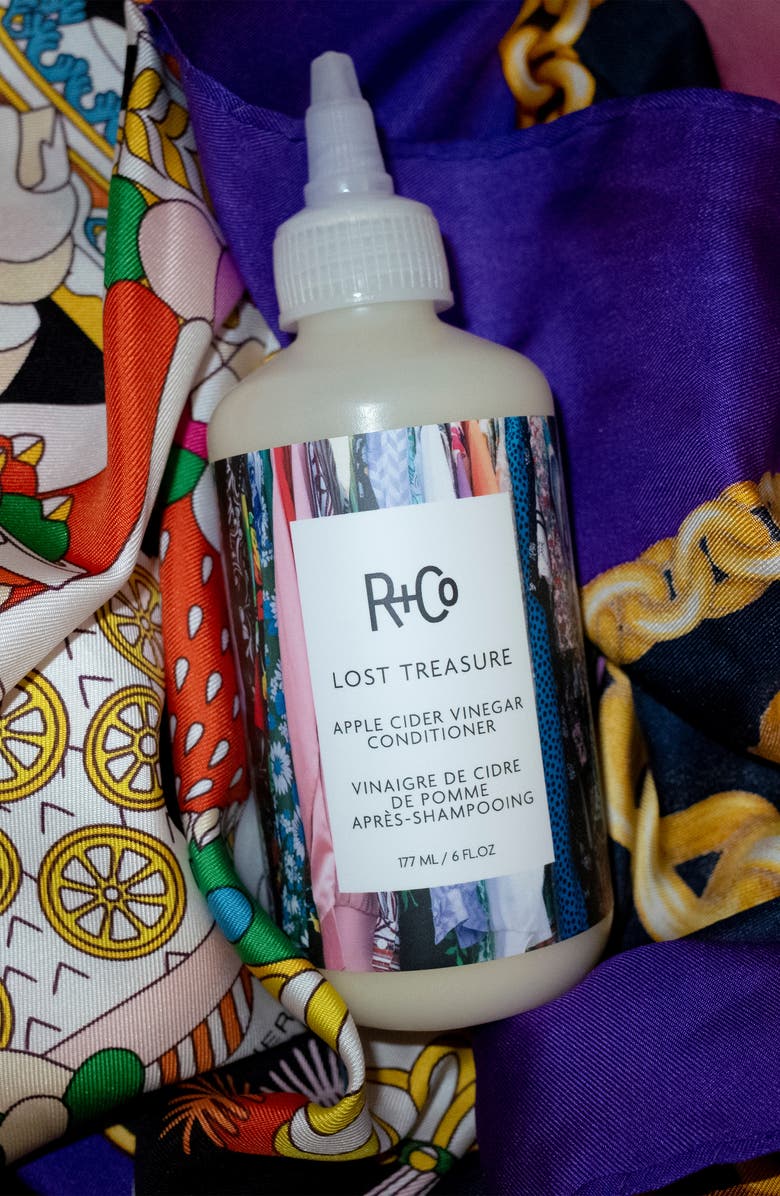 R+Co
LOST TREASURE
APPLE CIDER VINEGAR
CONDITIONER
VINAIGRE DE CIDRE
DE POMME
APRÈS-SHAMPOOING
177 ML / 6 FL.OZ